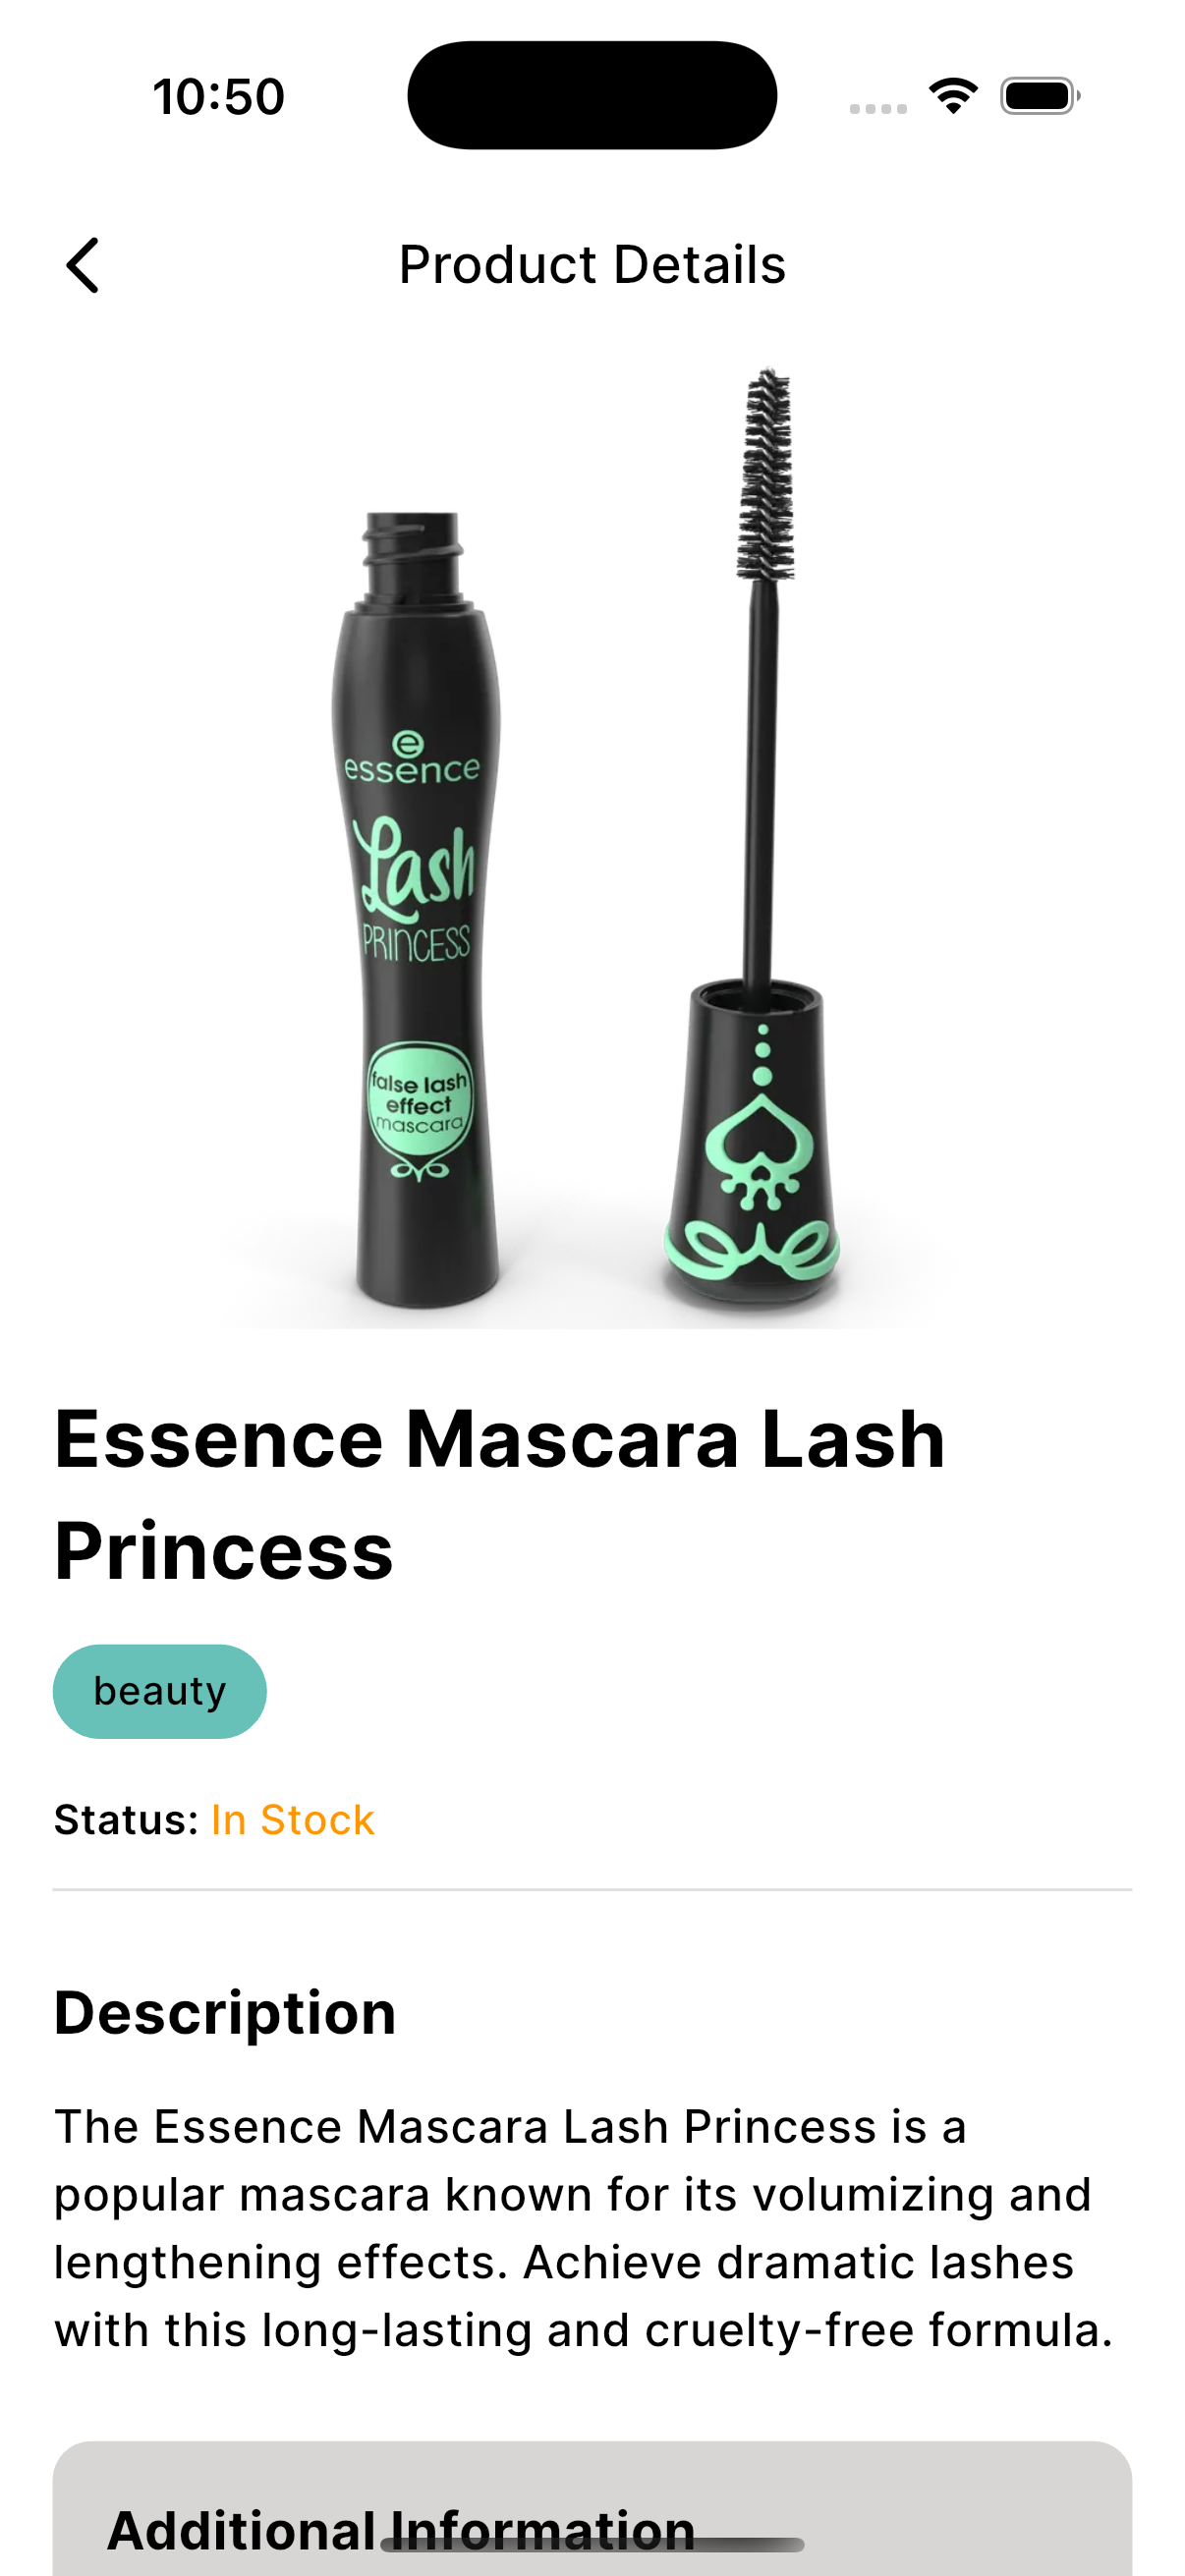 10:50
Product Details
e
essence
Lash
PRINCESS
false lash
effect
mascara
Essence Mascara Lash
Princess
beauty
Status: In Stock
Description
The Essence Mascara Lash Princess is a
popular mascara known for its volumizing and
lengthening effects. Achieve dramatic lashes
with this long-lasting and cruelty-free formula.
Additional Information